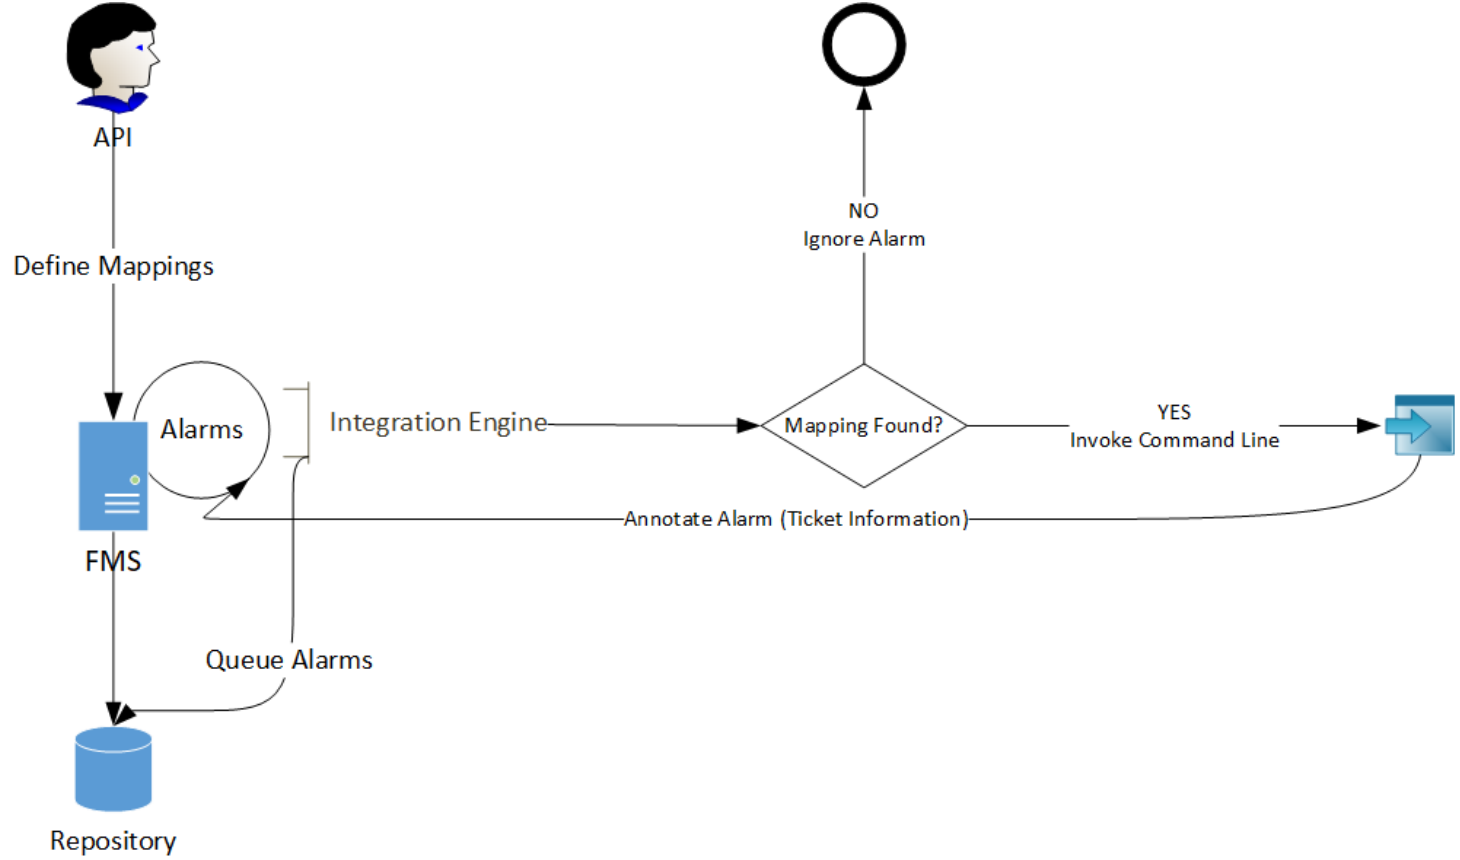 API
NO
Ignore Alarm
Define Mappings
Alarms
Integration Engine
Mapping Found?
YES
Invoke Command Line
Annotate Alarm (Ticket Information)
FMS
Queue Alarms
Repository